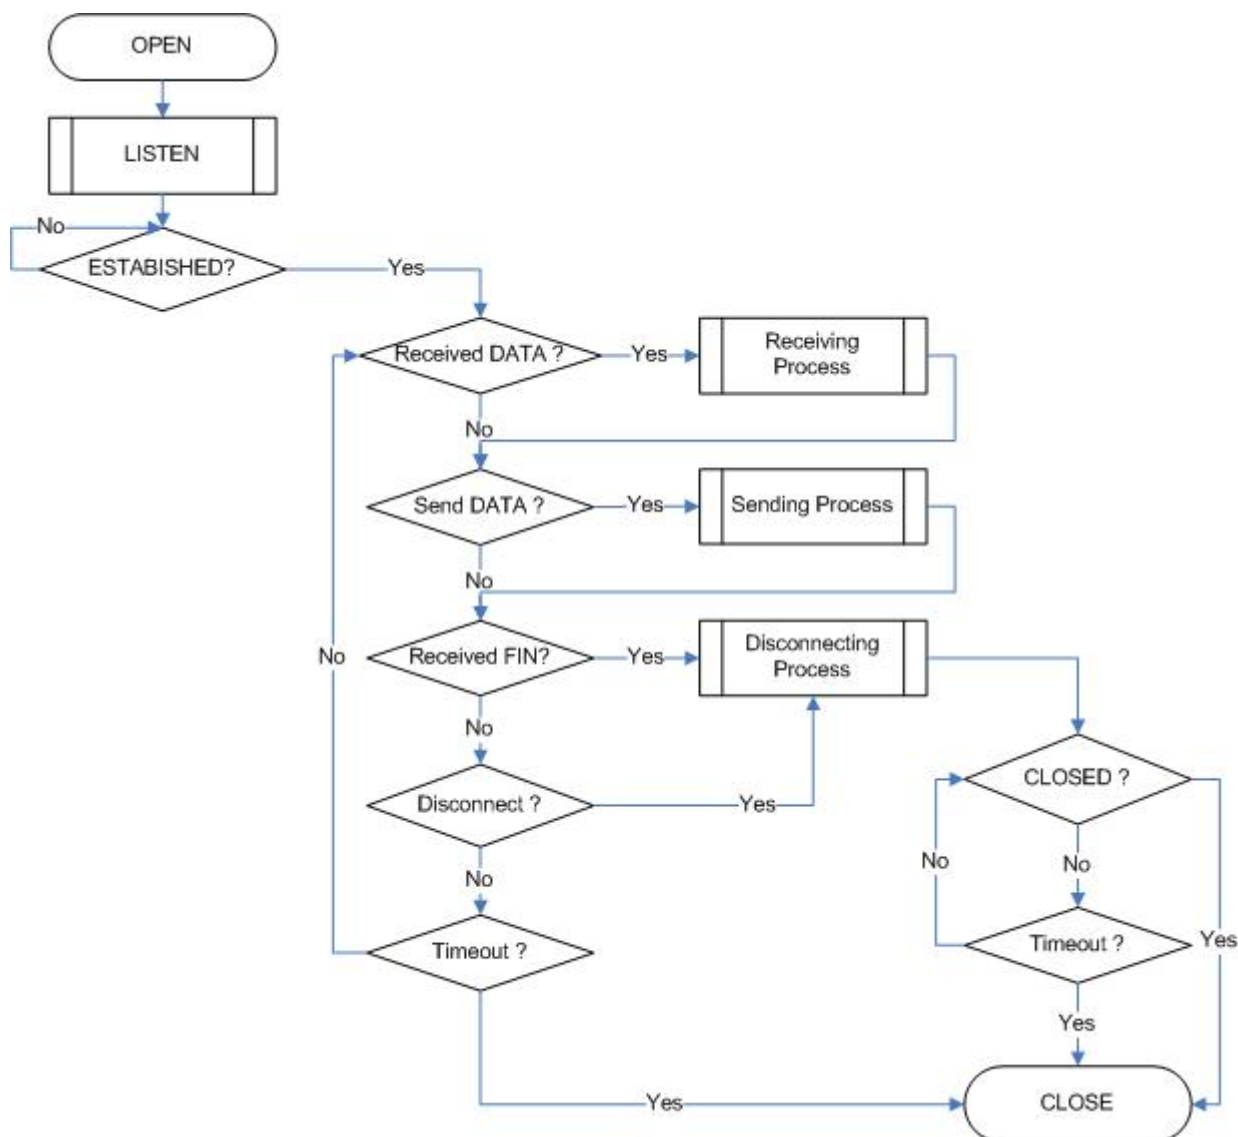 OPEN
LISTEN
No
ESTABISHED?
Yes
Received DATA ?
Yes
Receiving
Process
No
Send DATA ?
Yes
Sending Process
No
No
Received FIN?
Yes
Disconnecting
Process
No
CLOSED ?
Disconnect ?
Yes
No
No
No
Timeout ?
Timeout ?
Yes
Yes
Yes
CLOSE